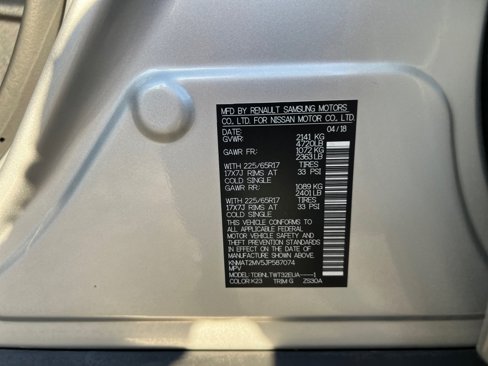 MFD BY RENAULT SAMSUNG MOTORS
CO., LTD. FOR NISSAN MOTOR CO., LTD.
DATE: 04/18
GVWR: 2141 KG
4720LB
GAWR FR: 1072 KG
2363LB
WITH 225/65R17 TIRES
17X7J RIMS AT 33 PSI
COLD SINGLE
GAWR RR: 1089 KG
2401LB
WITH 225/65R17 TIRES
17X7J RIMS AT 33 PSI
COLD SINGLE
THIS VEHICLE CONFORMS TO
ALL APPLICABLE FEDERAL
MOTOR VEHICLE SAFETY AND
THEFT PREVENTION STANDARDS
IN EFFECT ON THE DATE OF
MANUFACTURE SHOWN ABOVE.
KNMAT2MV5JP587074
MPV
MODEL: TDBNLTWT32EUA-----1
COLOR: K23 TRIM: G ZS30A